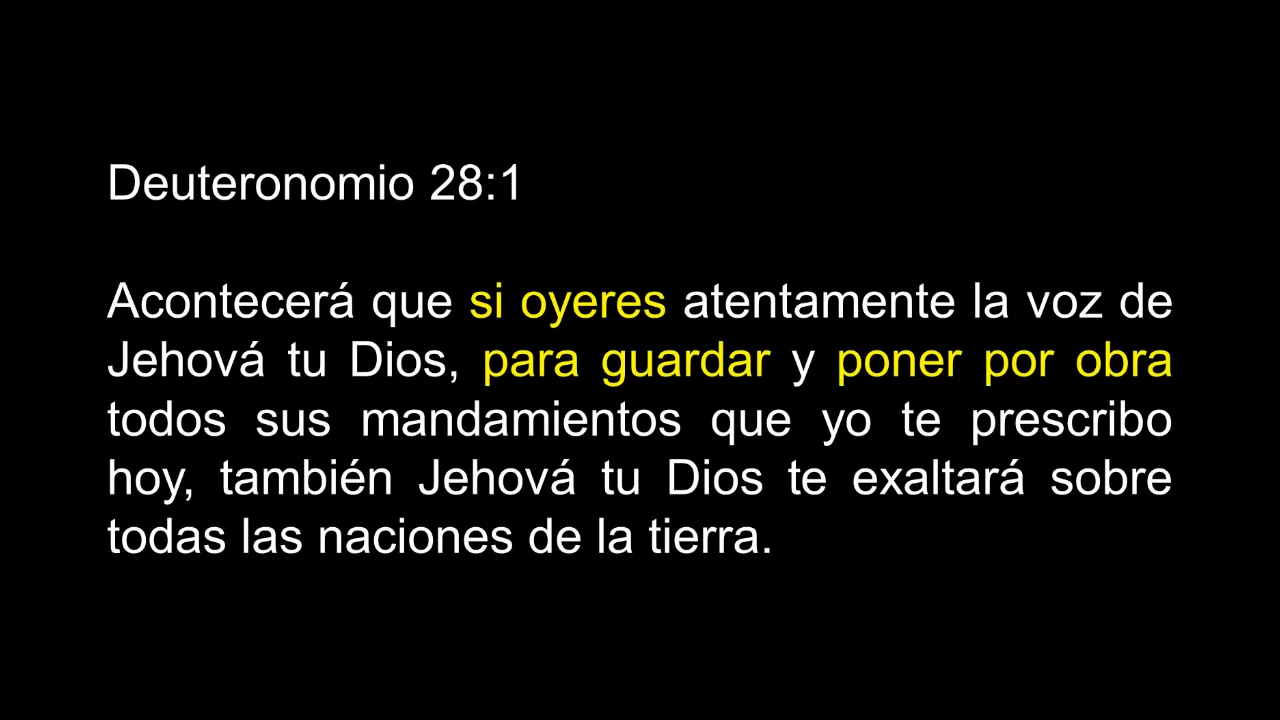 Deuteronomio 28:1
Acontecerá que si oyeres atentamente la voz de
Jehová tu Dios, para guardar y poner por obra
todos sus mandamientos que yo te prescribo
hoy, también Jehová tu Dios te exaltará sobre
todas las naciones de la tierra.